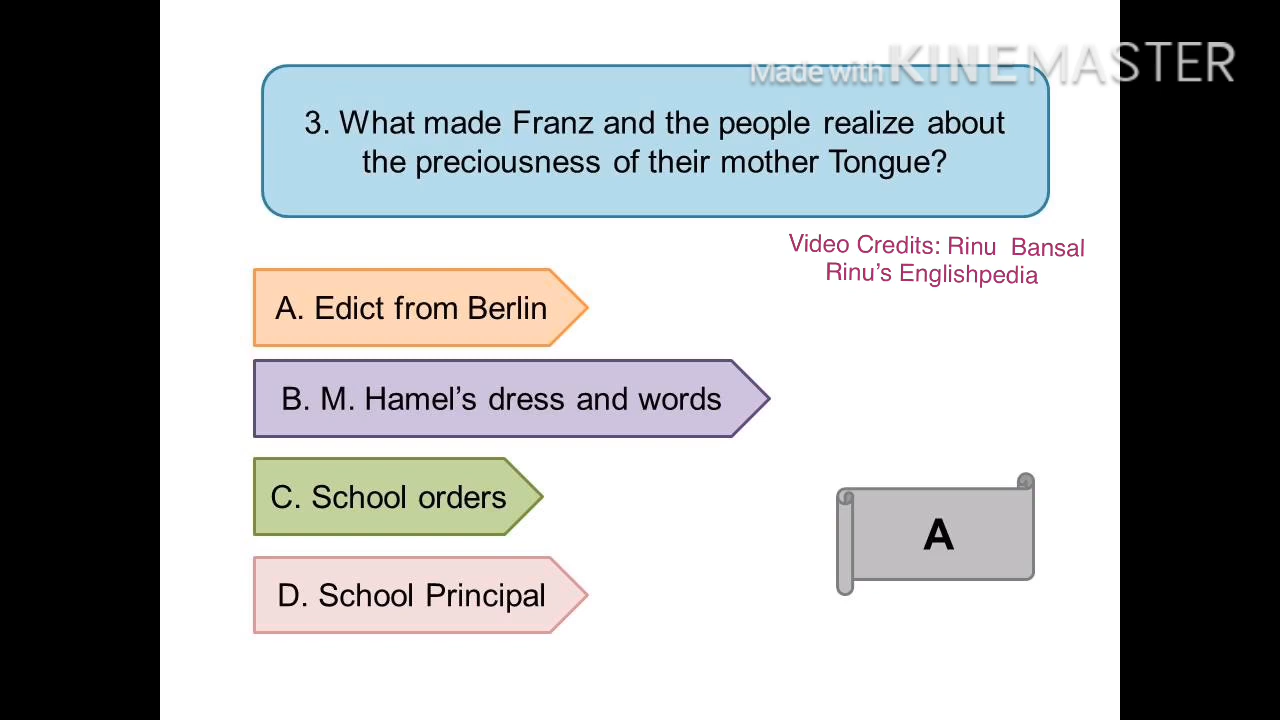 Made with KINEMASTER
3. What made Franz and the people realize about
the preciousness of their mother Tongue?
Video Credits: Rinu Bansal
Rinu's Englishpedia
A. Edict from Berlin
B. M. Hamel's dress and words
C. School orders
A
D. School Principal